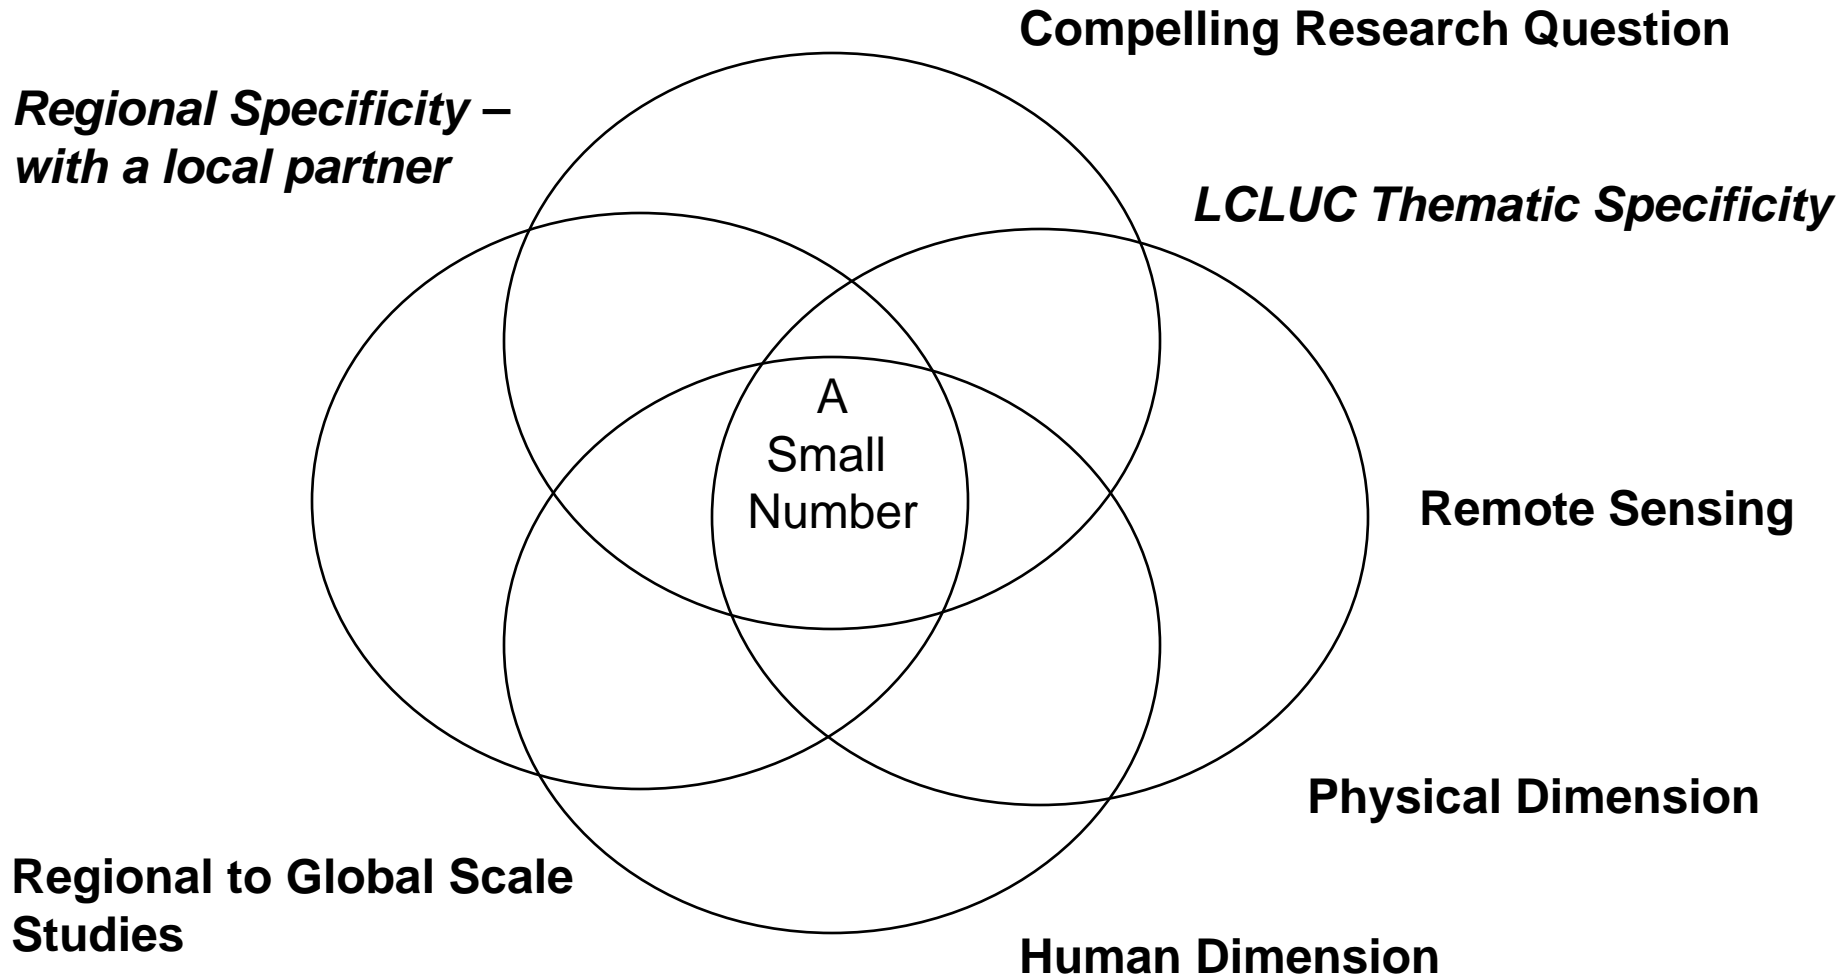 Compelling Research Question
Regional Specificity –
with a local partner
LCLUC Thematic Specificity
A
Small
Number
Remote Sensing
Physical Dimension
Regional to Global Scale
Studies
Human Dimension